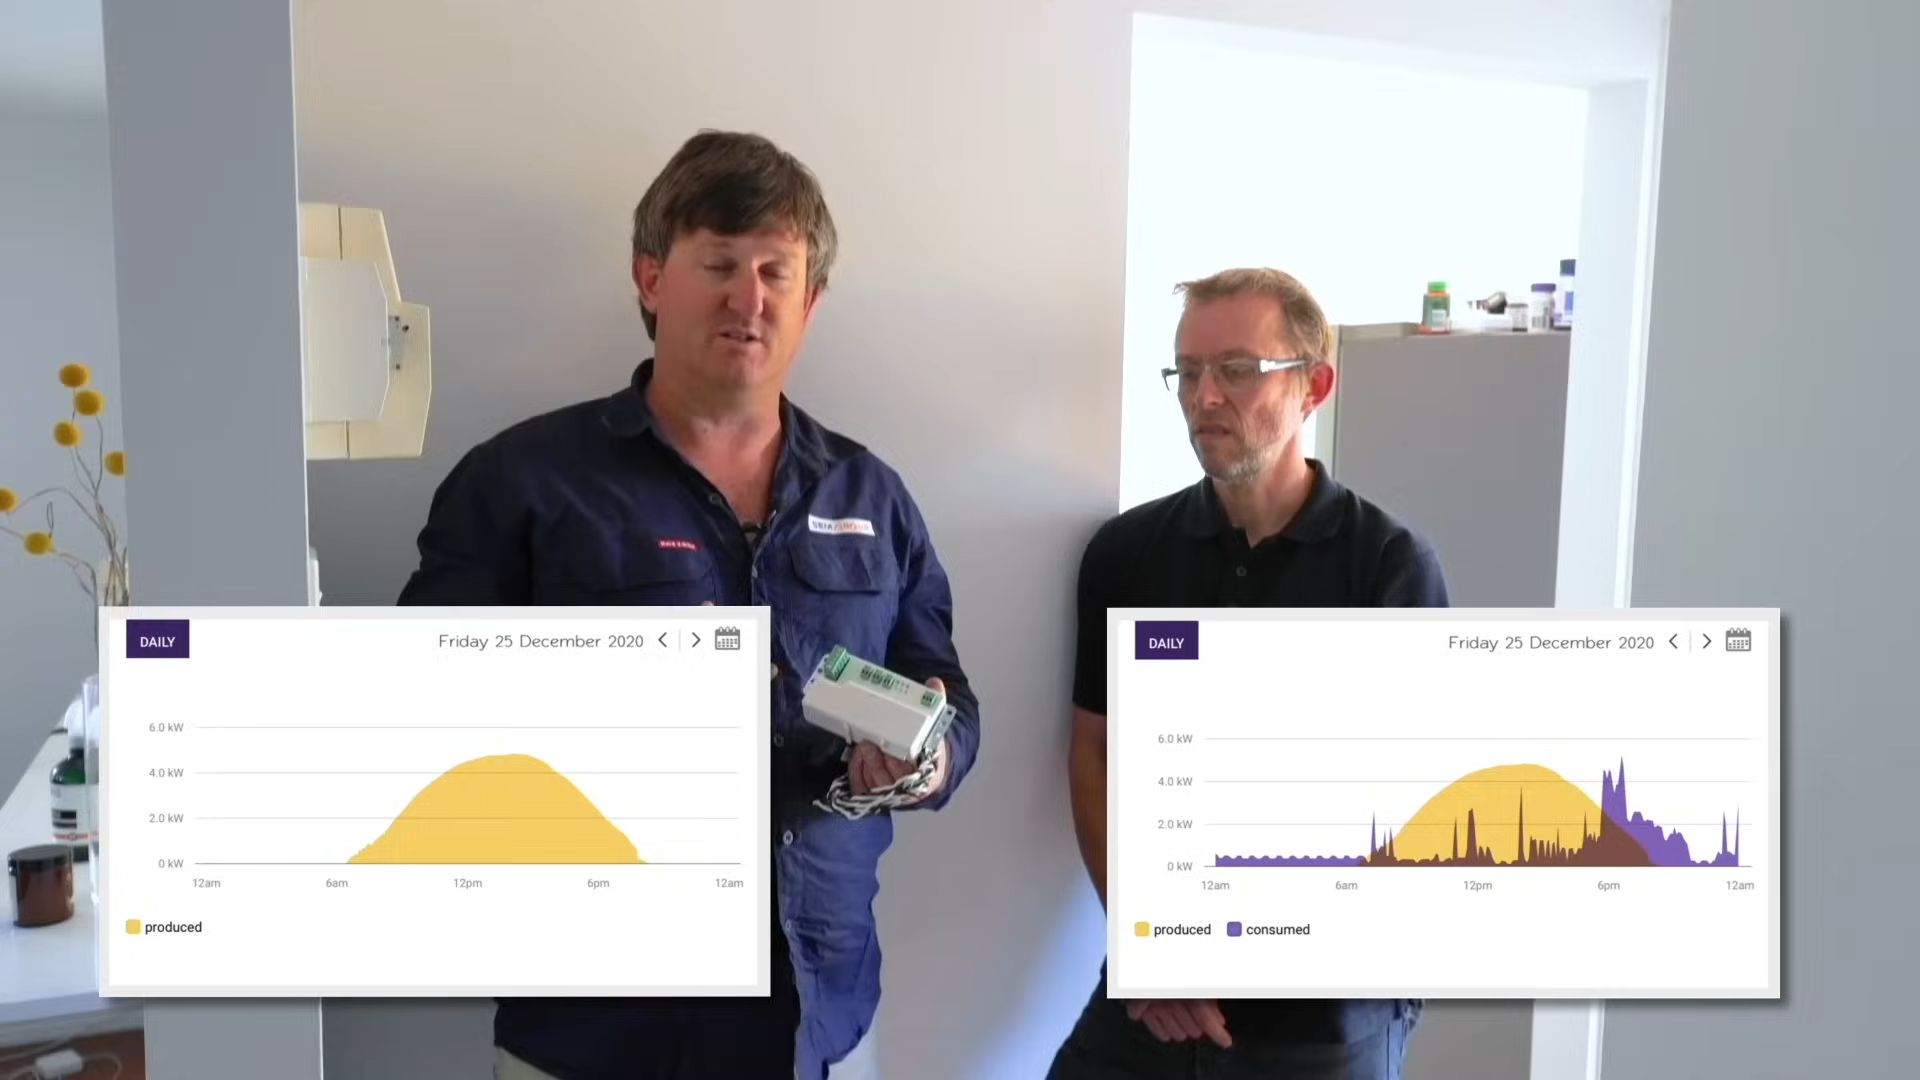 DAILY
Friday 25 December 2020
6.0 kW
4.0 kW
2.0 kW
0 kW
12am 6am 12pm 6pm 12am
produced
DAILY
Friday 25 December 2020
6.0 kW
4.0 kW
2.0 kW
0 kW
12am 6am 12pm 6pm 12am
produced consumed